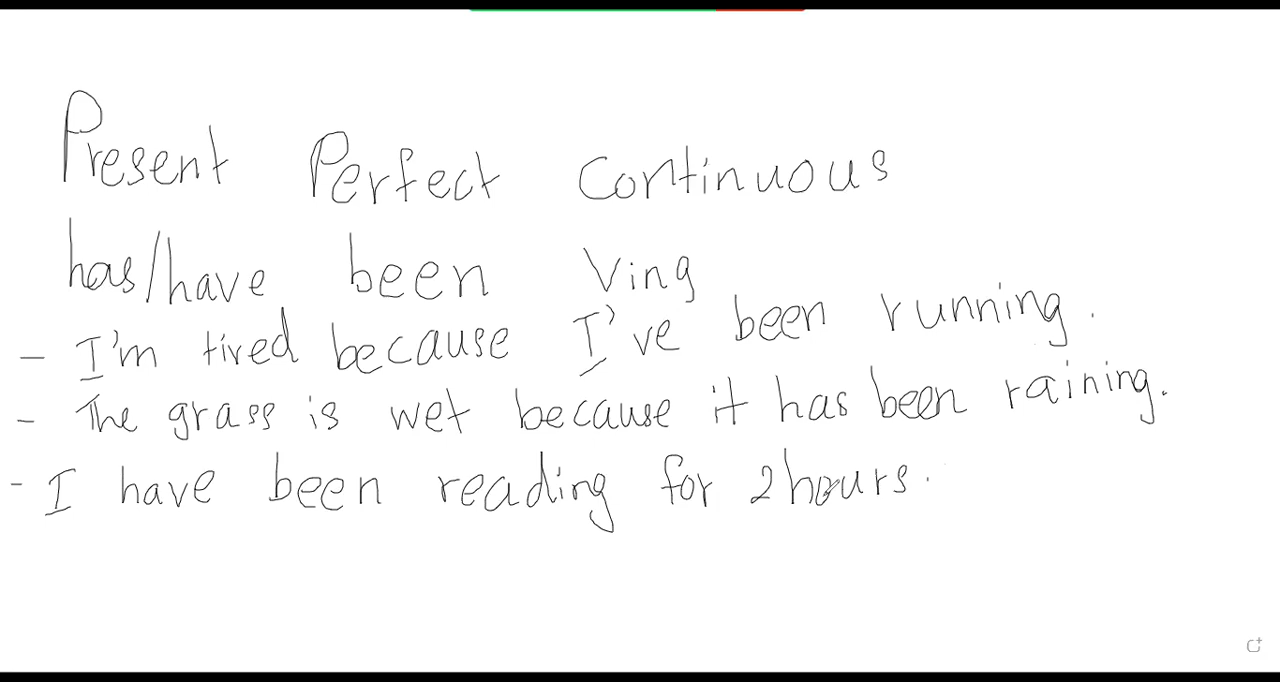 Present Perfect Continuous
has/have been Ving
- I'm tired because I've been running.
- The grass is wet because it has been raining.
- I have been reading for 2 hours.